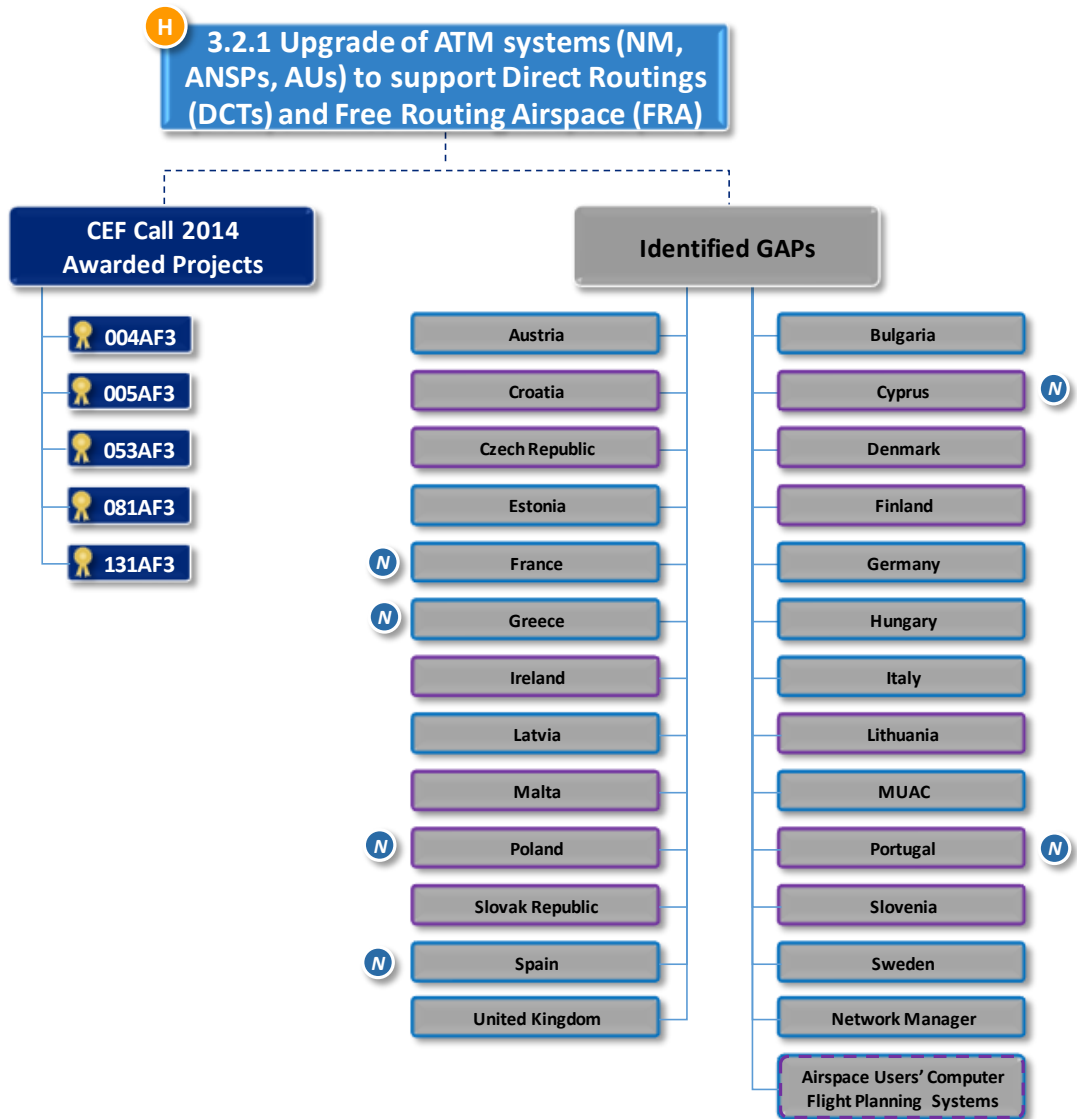 H
3.2.1 Upgrade of ATM systems (NM,
ANSPs, AUs) to support Direct Routings
(DCTs) and Free Routing Airspace (FRA)
CEF Call 2014
Awarded Projects
004AF3
005AF3
053AF3
081AF3
131AF3
Identified GAPs
Austria
Croatia
Czech Republic
Estonia
N
France
N
Greece
Ireland
Latvia
Malta
N
Poland
Slovak Republic
N
Spain
United Kingdom
Bulgaria
Cyprus
N
Denmark
Finland
Germany
Hungary
Italy
Lithuania
MUAC
Portugal
N
Slovenia
Sweden
Network Manager
Airspace Users’ Computer
Flight Planning Systems